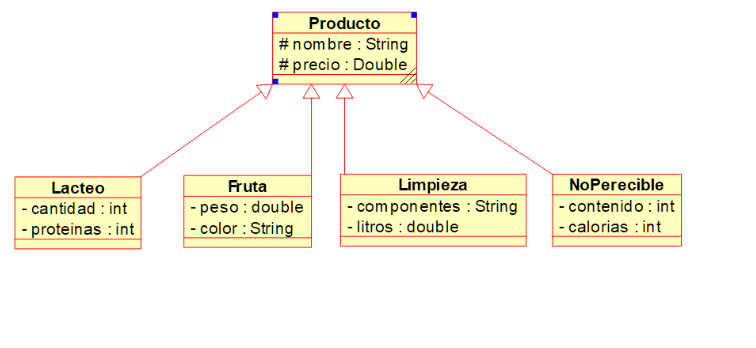 Producto
# nombre : String
# precio : Double
Lacteo
- cantidad : int
- proteinas : int
Fruta
- peso : double
- color : String
Limpieza
- componentes : String
- litros : double
NoPerecible
- contenido : int
- calorias : int